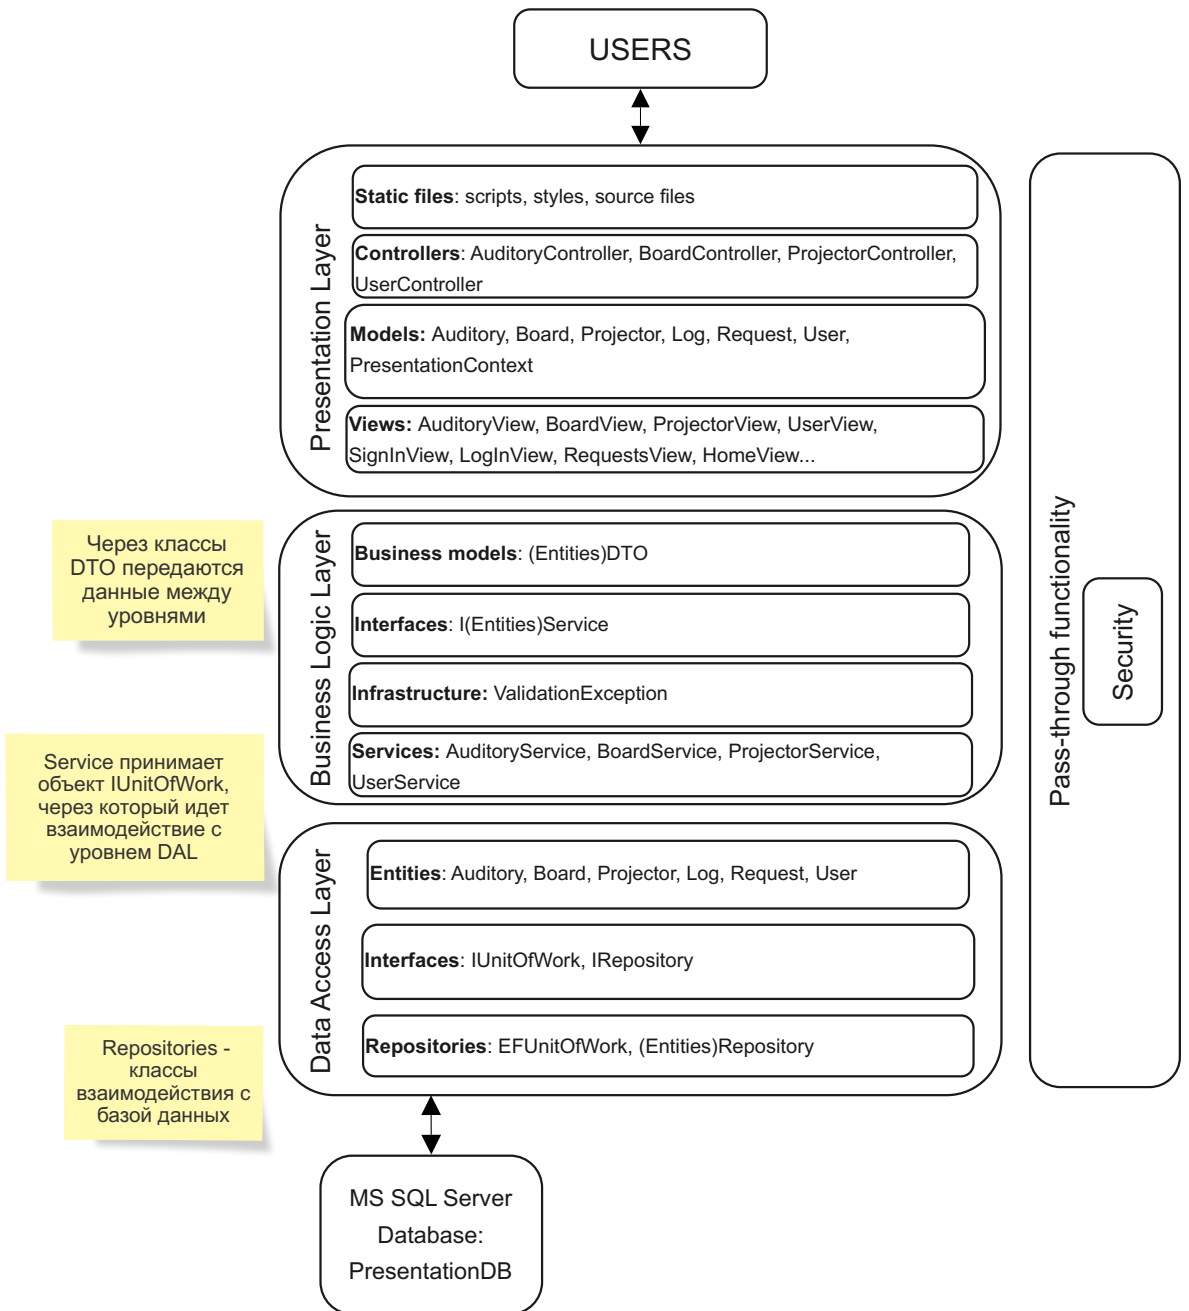 USERS
Presentation Layer
Static files: scripts, styles, source files
Controllers: AuditoryController, BoardController, ProjectorController,
UserController
Models: Auditory, Board, Projector, Log, Request, User,
PresentationContext
Views: AuditoryView, BoardView, ProjectorView, UserView,
SignInView, LogInView, RequestsView, HomeView...
Через классы
DTO передаются
данные между
уровнями
Business Logic Layer
Business models: (Entities)DTO
Interfaces: I(Entities)Service
Infrastructure: ValidationException
Services: AuditoryService, BoardService, ProjectorService,
UserService
Service принимает
объект IUnitOfWork,
через который идет
взаимодействие с
уровнем DAL
Data Access Layer
Entities: Auditory, Board, Projector, Log, Request, User
Interfaces: IUnitOfWork, IRepository
Repositories: EFUnitOfWork, (Entities)Repository
Repositories -
классы
взаимодействия с
базой данных
MS SQL Server
Database:
PresentationDB
Pass-through functionality
Security